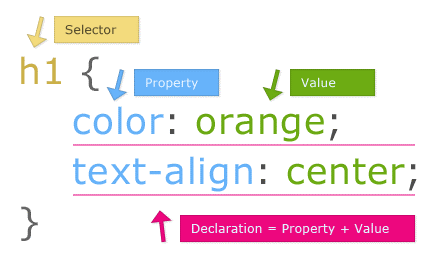 Selector
h1 {
Property
Value
color: orange;
text-align: center;
}
Declaration = Property + Value